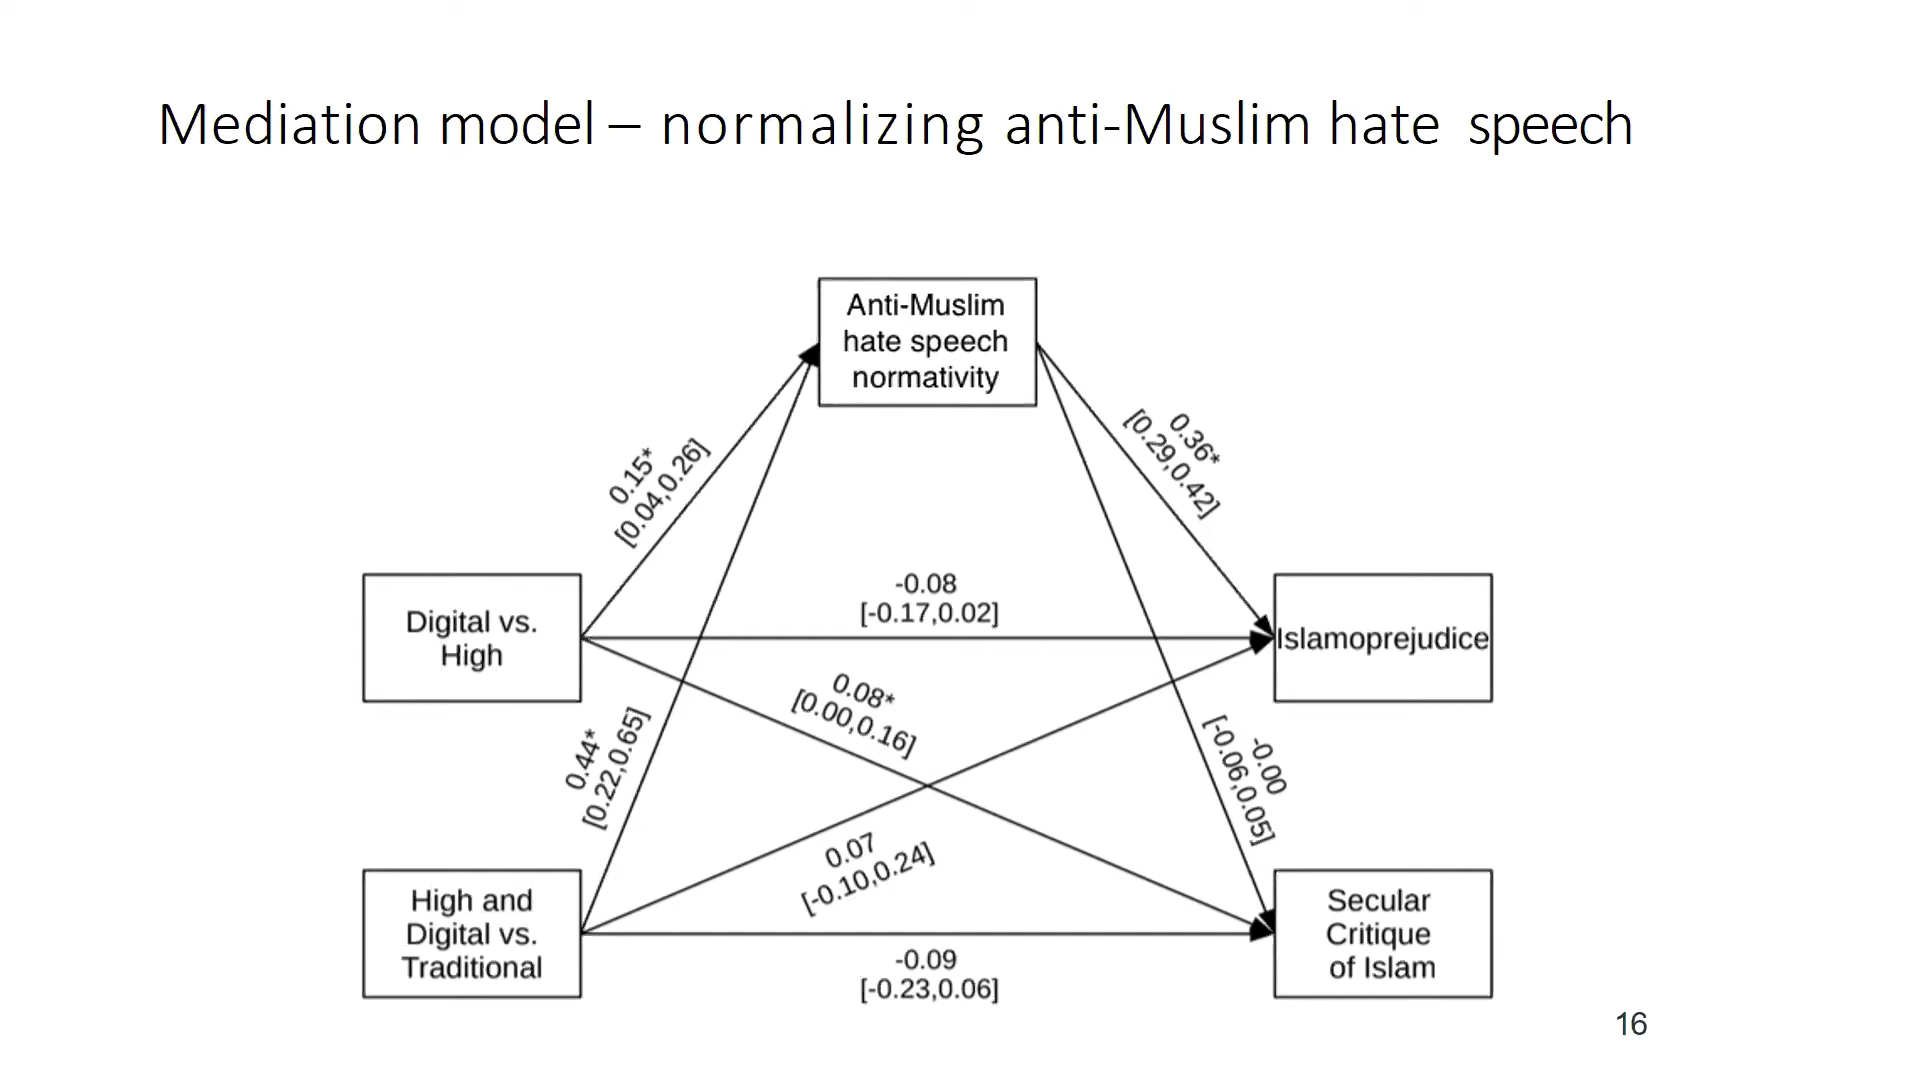 Mediation model – normalizing anti-Muslim hate speech
Anti-Muslim
hate speech
normativity
0.15*
[0.04,0.26]
0.36*
[0.29,0.42]
Digital vs.
High
-0.08
[-0.17,0.02]
Islamoprejudice
0.08*
[0.00,0.16]
0.44*
[0.22,0.65]
-0.00
[-0.06,0.05]
0.07
[-0.10,0.24]
High and
Digital vs.
Traditional
-0.09
[-0.23,0.06]
Secular
Critique
of Islam
16